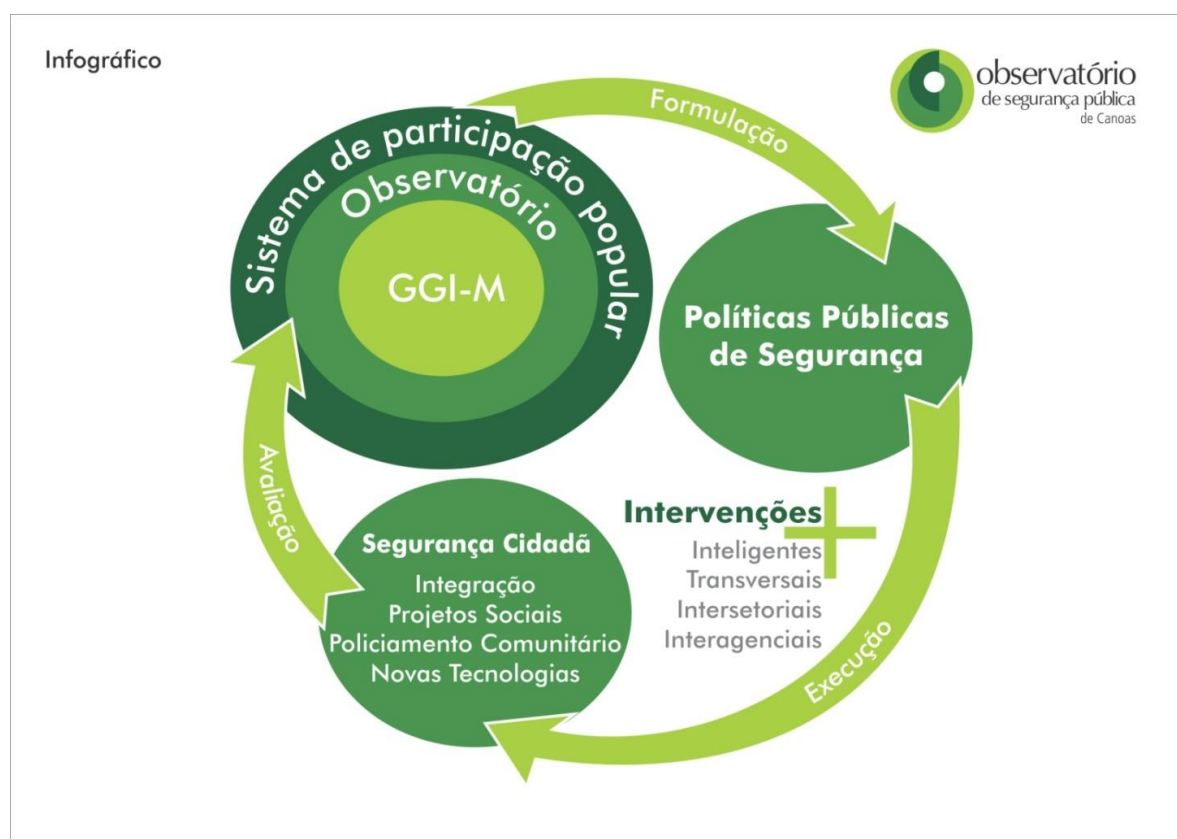 Infográfico
observatório
de segurança pública
de Canoas
Formulação
Sistema de participação popular
Observatório
GGI-M
Políticas Públicas
de Segurança
Avaliação
Intervenções
Inteligentes
Transversais
Intersetoriais
Interagenciais
Segurança Cidadã
Integração
Projetos Sociais
Policiamento Comunitário
Novas Tecnologias
Execução